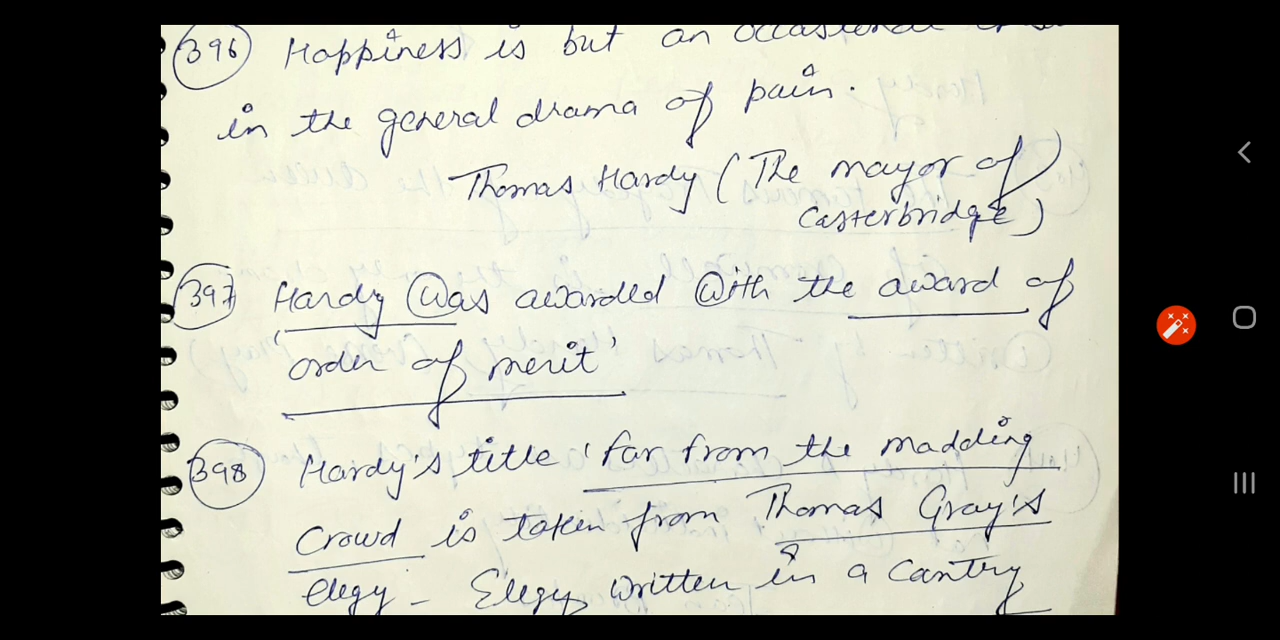 396 Happiness is but an occasional
in the general drama of pain.
Thomas Hardy (The mayor of)
Casterbridge)
397 Hardy was awarded with the award of
'order of merit'
398 Hardy's title 'far from the madding
Crowd is taken from Thomas Gray's
elegy - Elegy written in a Contry